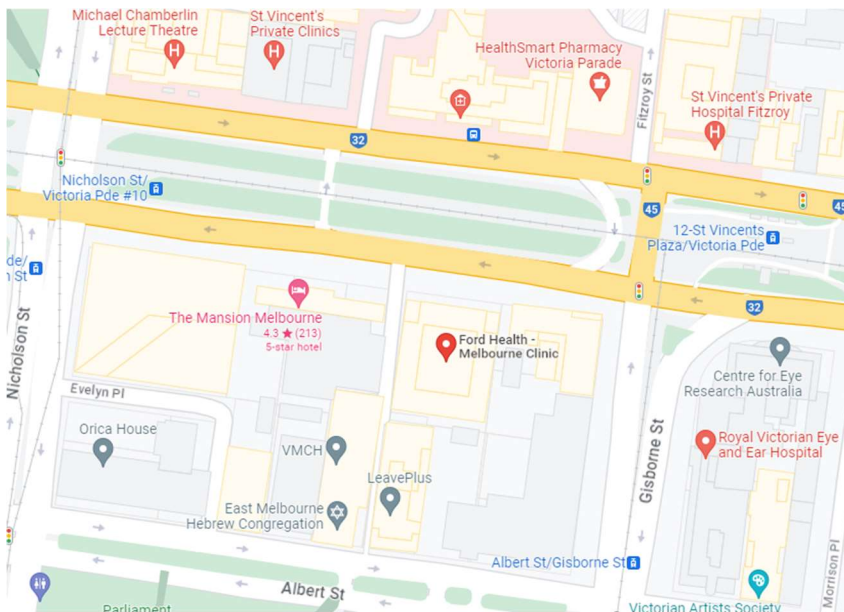 Michael Chamberlin
Lecture Theatre
St Vincent's
Private Clinics
HealthSmart Pharmacy
Victoria Parade
Fitzroy St
St Vincent's Private
Hospital Fitzroy
32
Nicholson St/
Victoria Pde #10
45
45
12-St Vincents
Plaza/Victoria Pde
de/
n St
The Mansion Melbourne
4.3 ★ (213)
5-star hotel
32
Ford Health -
Melbourne Clinic
Nicholson St
Centre for Eye
Research Australia
Evelyn Pl
Orica House
VMCH
LeavePlus
Gisborne St
Royal Victorian Eye
and Ear Hospital
East Melbourne
Hebrew Congregation
Albert St/Gisborne St
Albert St
Morrison Pl
Parliament
Victorian Artists Society